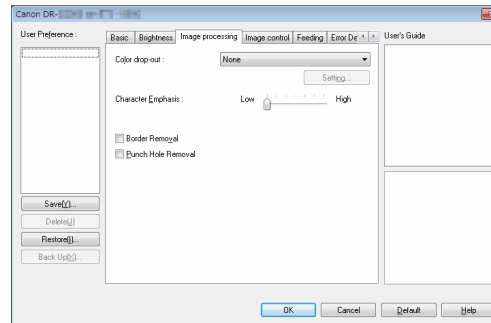 Canon DR-
User Preference :
Basic
Brightness
Image processing
Image control
Feeding
Error De
User's Guide
Color drop-out :
None
Setting...
Character Emphasis :
Low
High
Border Removal
Punch Hole Removal
Save(Y)...
Delete(J)
Restore(I)...
Back Up(X)...
OK
Cancel
Default
Help